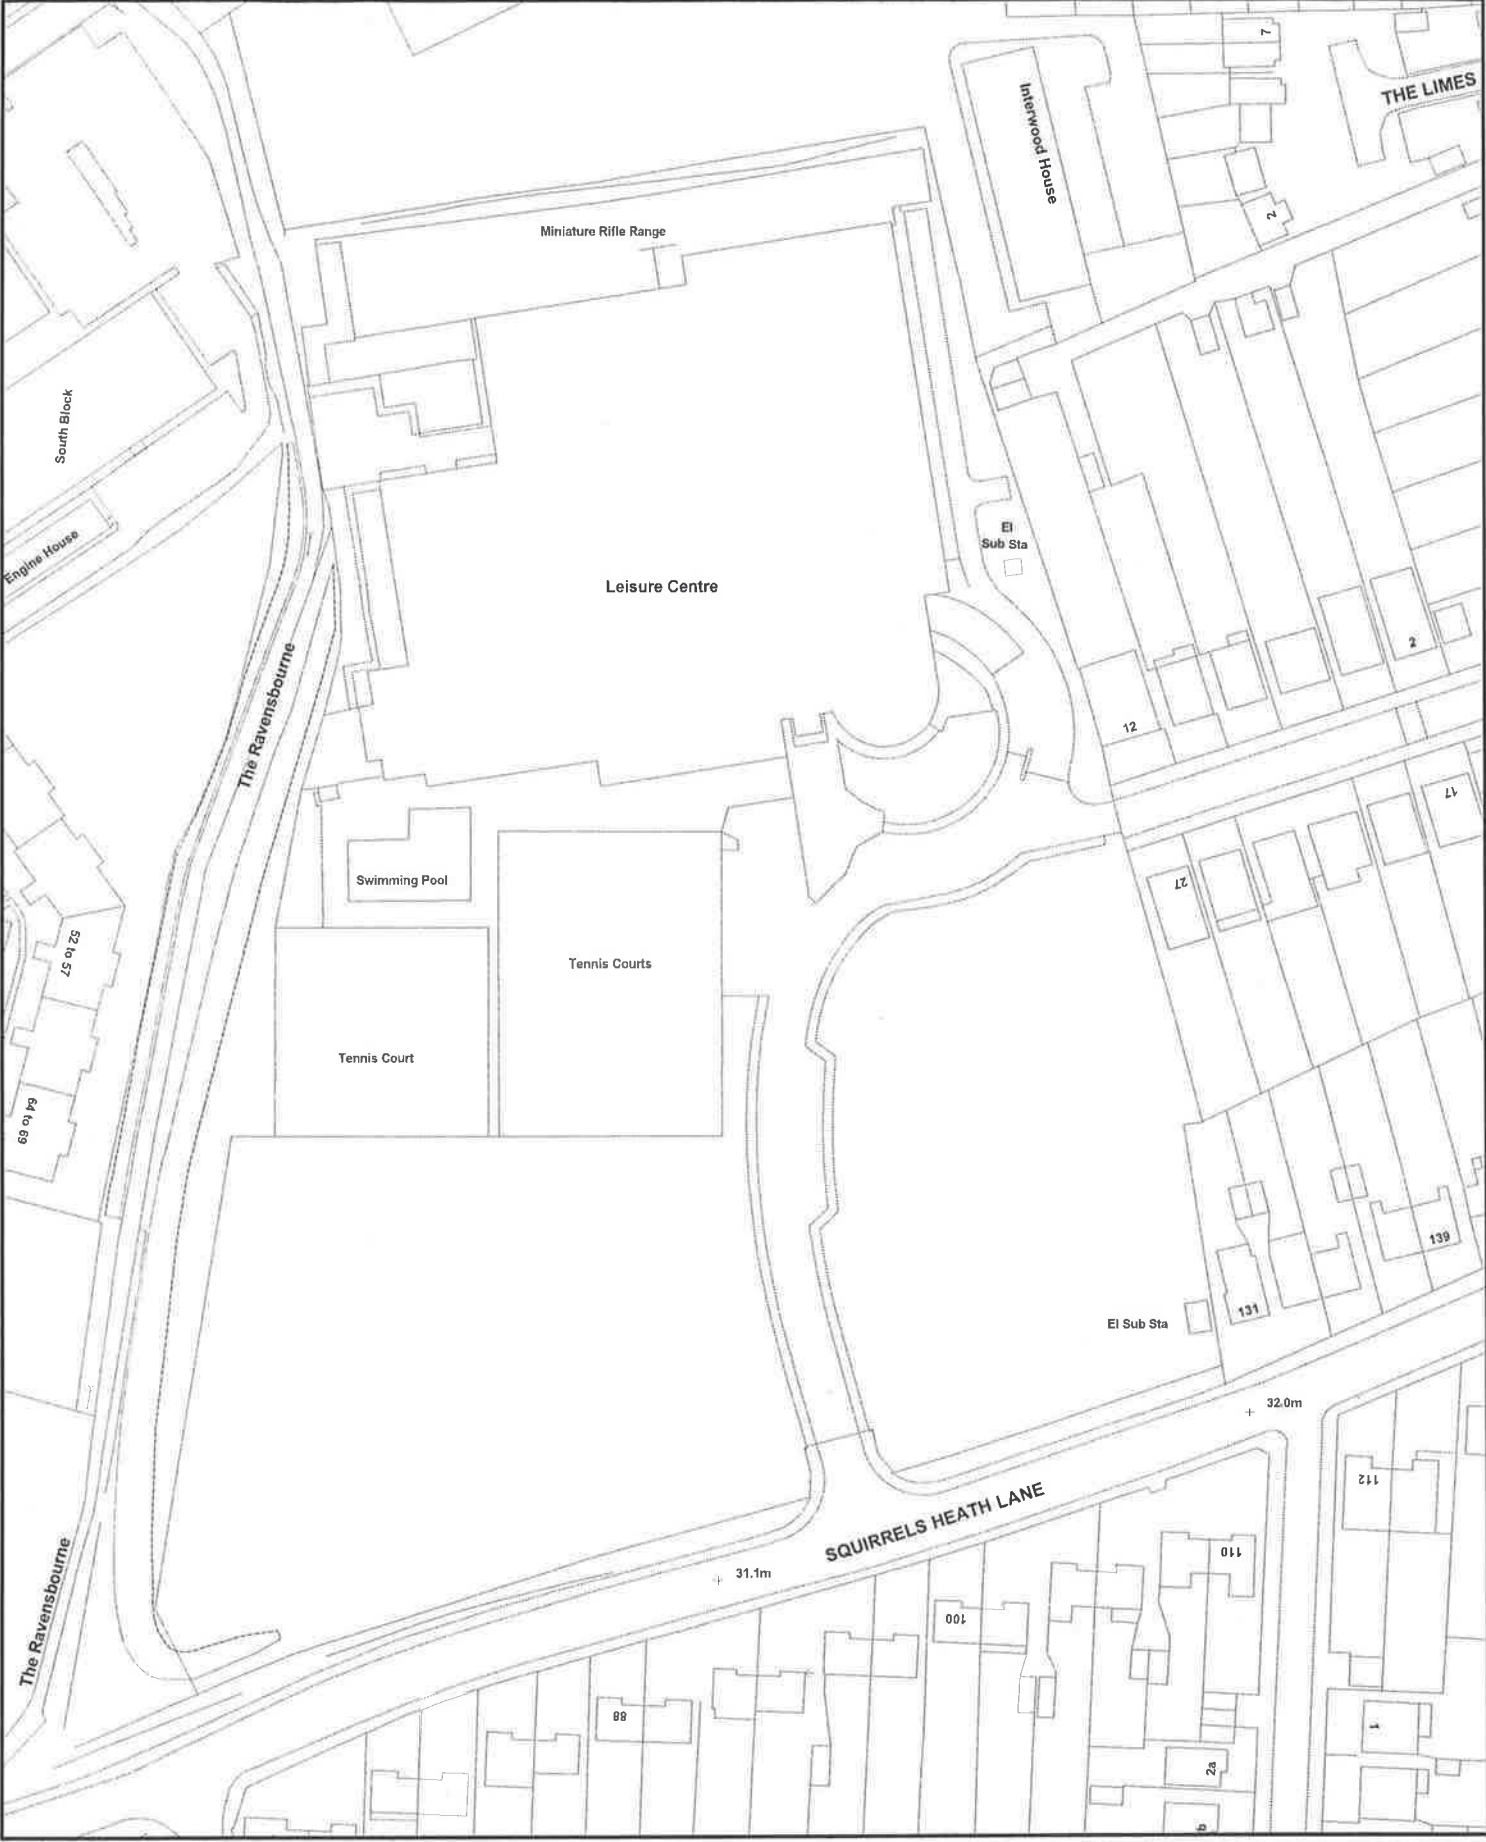 7
THE LIMES
Interwood House
2
Miniature Rifle Range
South Block
Engine House
El
Sub Sta
Leisure Centre
2
The Ravensbourne
12
17
27
Swimming Pool
52 to 57
Tennis Courts
Tennis Court
64 to 69
139
131
El Sub Sta
32.0m
112
SQUIRRELS HEATH LANE
110
31.1m
The Ravensbourne
100
88
1
2a